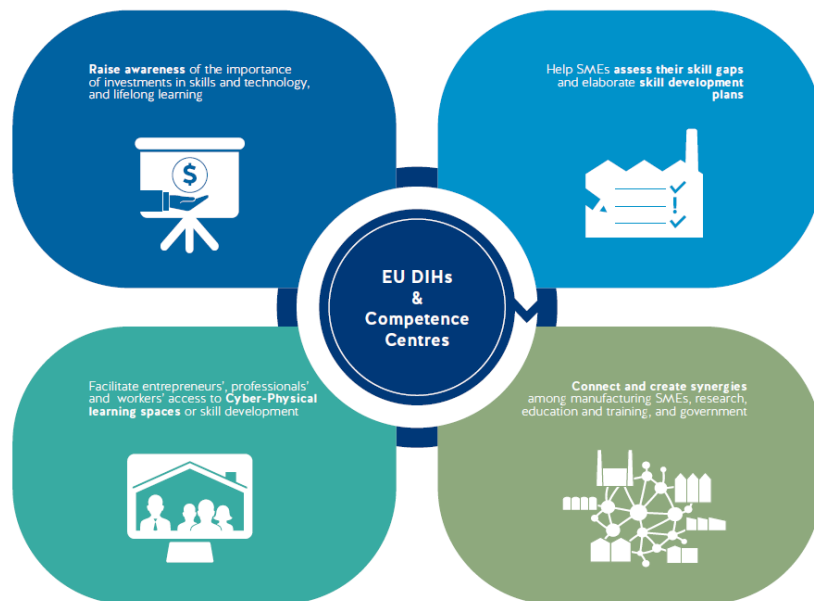 Raise awareness of the importance
of investments in skills and technology,
and lifelong learning
$
Help SMEs assess their skill gaps
and elaborate skill development
plans
!
EU DIHs
&
Competence
Centres
Facilitate entrepreneurs', professionals'
and workers' access to Cyber-Physical
learning spaces or skill development
Connect and create synergies
among manufacturing SMEs, research,
education and training, and government